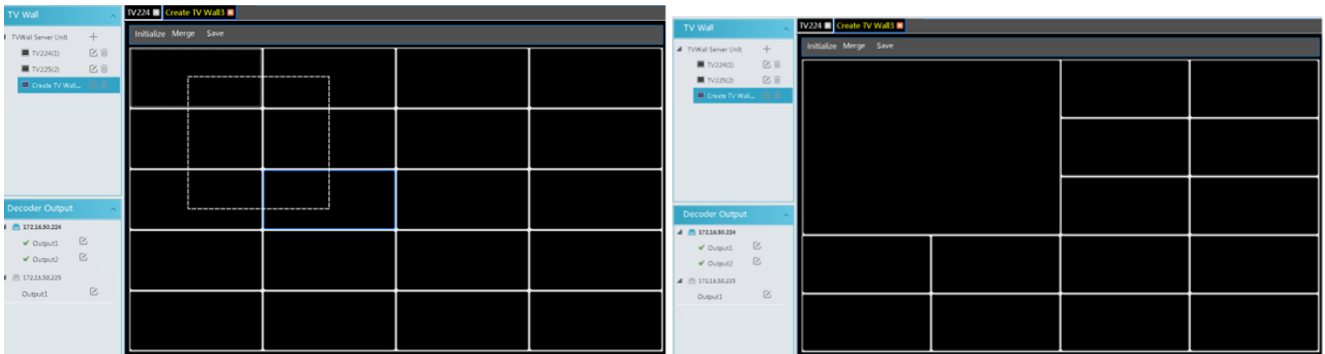 TV Wall
TV224 Create TV Wall3
Initialize Merge Save
TVWall Server Unit
TV224(1)
TV225(2)
Create TV Wal...
Decoder Output
172.16.50.224
Output1
Output2
172.16.50.225
Output1
TV Wall
TV224 Create TV Wall3
Initialize Merge Save
TVWall Server Unit
TV224(1)
TV225(2)
Create TV Wal...
Decoder Output
172.16.50.224
Output1
Output2
172.16.50.225
Output1